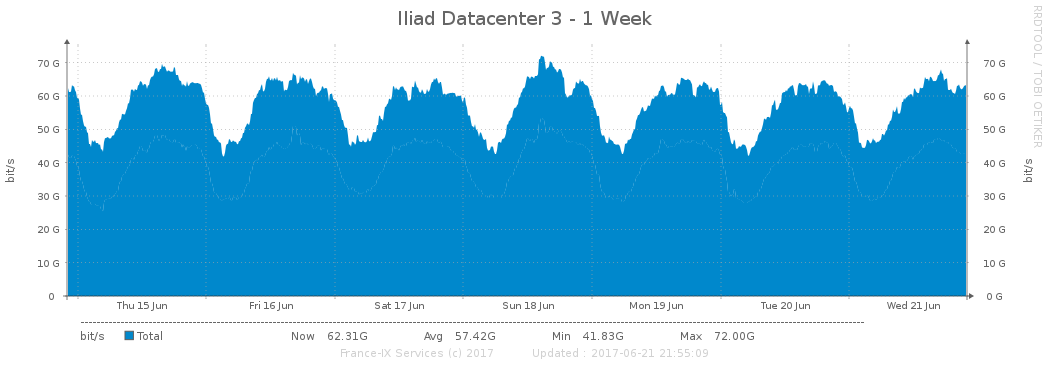 Iliad Datacenter 3 - 1 Week
RRDTOOL / TOBI OETIKER
70 G 70 G
60 G 60 G
50 G 50 G
40 G 40 G
30 G 30 G
20 G 20 G
10 G 10 G
0 0 G
bit/s bit/s
Thu 15 Jun Fri 16 Jun Sat 17 Jun Sun 18 Jun Mon 19 Jun Tue 20 Jun Wed 21 Jun
bit/s Total Now 62.31G Avg 57.42G Min 41.83G Max 72.00G
France-IX Services (c) 2017 Updated : 2017-06-21 21:55:09